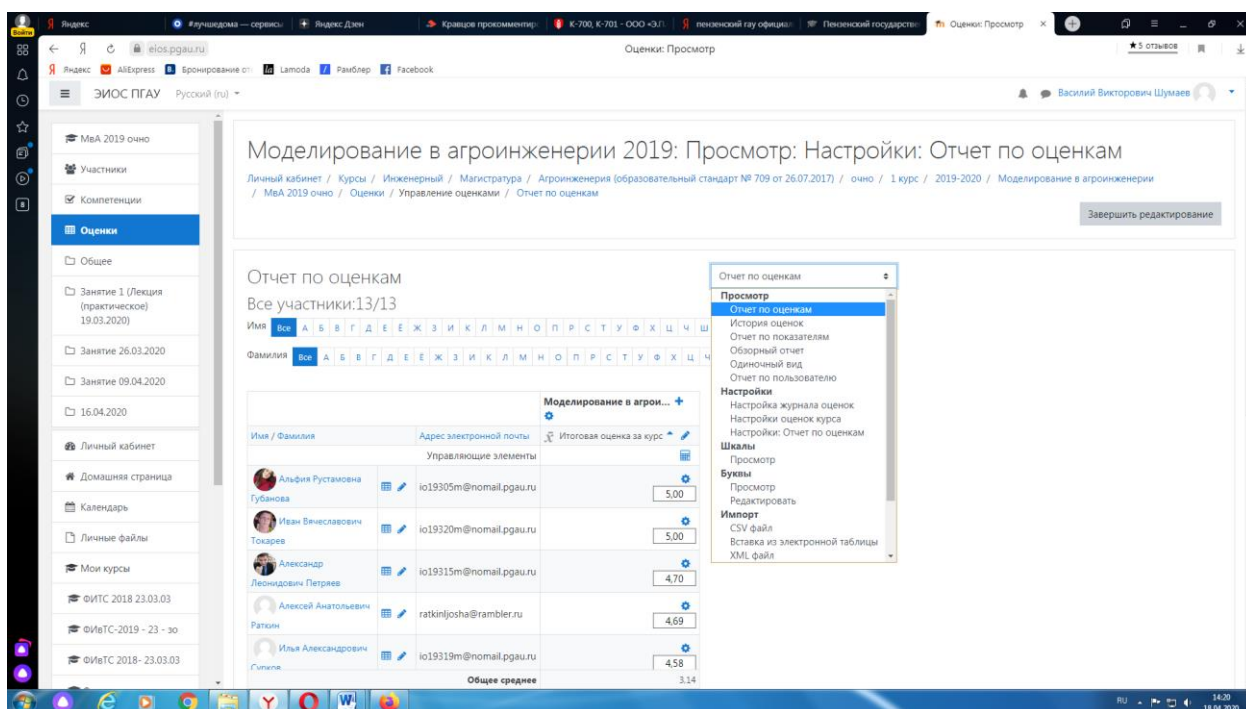 Яндекс
#лучшедома — сервисы
Яндекс Дзен
Кравцов прокомментир
К-700, К-701 - ООО «ЭЛ
пензенский гау официал
Пензенский государстве
Оценки: Просмотр
Войти
eios.pgau.ru
Оценки: Просмотр
★5 отзывов
Яндекс
AliExpress
Бронирование от
Lamoda
Рамблер
Facebook
ЭИОС ПГАУ
Русский (ru)
Василий Викторович Шумаев
МвА 2019 очно
Участники
Компетенции
Оценки
Общее
Занятие 1 (Лекция
(практическое)
19.03.2020)
Занятие 26.03.2020
Занятие 09.04.2020
16.04.2020
Личный кабинет
Домашняя страница
Календарь
Личные файлы
Мои курсы
ФИТС 2018 23.03.03
ФИвТС-2019 - 23 - зо
ФИвТС 2018- 23.03.03
Моделирование в агроинженерии 2019: Просмотр: Настройки: Отчет по оценкам
Личный кабинет / Курсы / Инженерный / Магистратура / Агроинженерия (образовательный стандарт № 709 от 26.07.2017) / очно / 1 курс / 2019-2020 / Моделирование в агроинженерии
/ МвА 2019 очно / Оценки / Управление оценками / Отчет по оценкам
Завершить редактирование
Отчет по оценкам
Все участники:13/13
Имя Все А Б В Г Д Е Ё Ж З И К Л М Н О П Р С Т У Ф Х Ц Ч Ш
Фамилия Все А Б В Г Д Е Ё Ж З И К Л М Н О П Р С Т У Ф Х Ц Ч
Моделирование в агрои...
Имя / Фамилия Адрес электронной почты Итоговая оценка за курс
Управляющие элементы
Альфия Рустамовна
Губанова
io19305m@nomail.pgau.ru
5,00
Иван Вячеславович
Токарев
io19320m@nomail.pgau.ru
5,00
Александр
Леонидович Петряев
io19315m@nomail.pgau.ru
4,70
Алексей Анатольевич
Раткин
ratkinljosha@rambler.ru
4,69
Илья Александрович
Сурков
io19319m@nomail.pgau.ru
4,58
Общее среднее 3,14
Отчет по оценкам
Просмотр
Отчет по оценкам
История оценок
Отчет по показателям
Обзорный отчет
Одиночный вид
Отчет по пользователю
Настройки
Настройка журнала оценок
Настройки оценок курса
Настройки: Отчет по оценкам
Шкалы
Просмотр
Буквы
Просмотр
Редактировать
Импорт
CSV файл
Вставка из электронной таблицы
XML файл
RU
14:20
18.04.2020